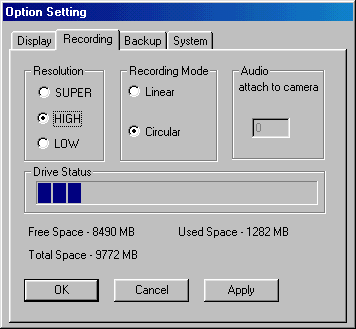 Option Setting
Display Recording Backup System
Resolution Recording Mode Audio
SUPER Linear attach to camera
HIGH Circular 0
LOW
Drive Status
Free Space - 8490 MB Used Space - 1282 MB
Total Space - 9772 MB
OK Cancel Apply